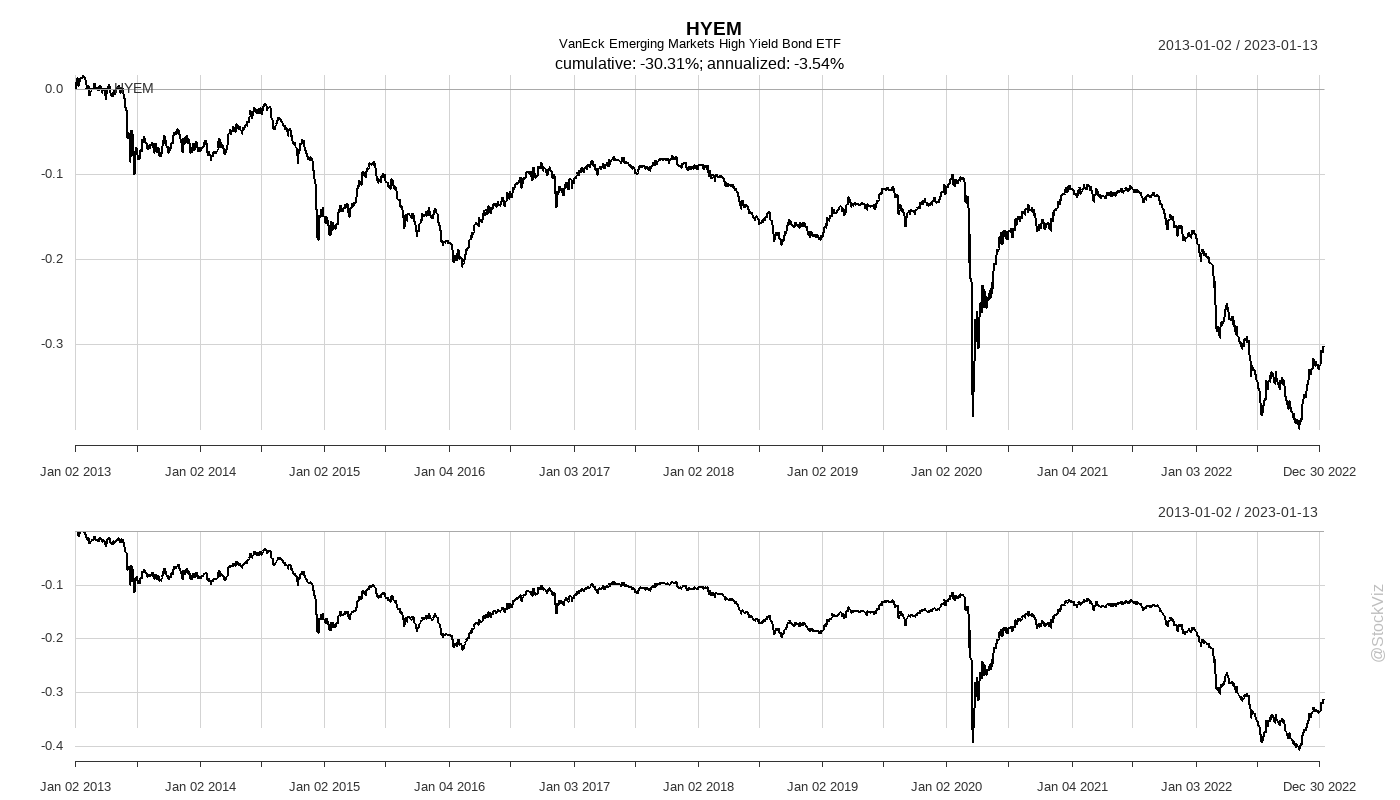 HYEM
VanEck Emerging Markets High Yield Bond ETF
cumulative: -30.31%; annualized: -3.54%
2013-01-02 / 2023-01-13
0.0
HYEM
-0.1
-0.2
-0.3
Jan 02 2013 Jan 02 2014 Jan 02 2015 Jan 04 2016 Jan 03 2017 Jan 02 2018 Jan 02 2019 Jan 02 2020 Jan 04 2021 Jan 03 2022 Dec 30 2022
2013-01-02 / 2023-01-13
-0.1
-0.2
-0.3
-0.4
Jan 02 2013 Jan 02 2014 Jan 02 2015 Jan 04 2016 Jan 03 2017 Jan 02 2018 Jan 02 2019 Jan 02 2020 Jan 04 2021 Jan 03 2022 Dec 30 2022
@StockViz